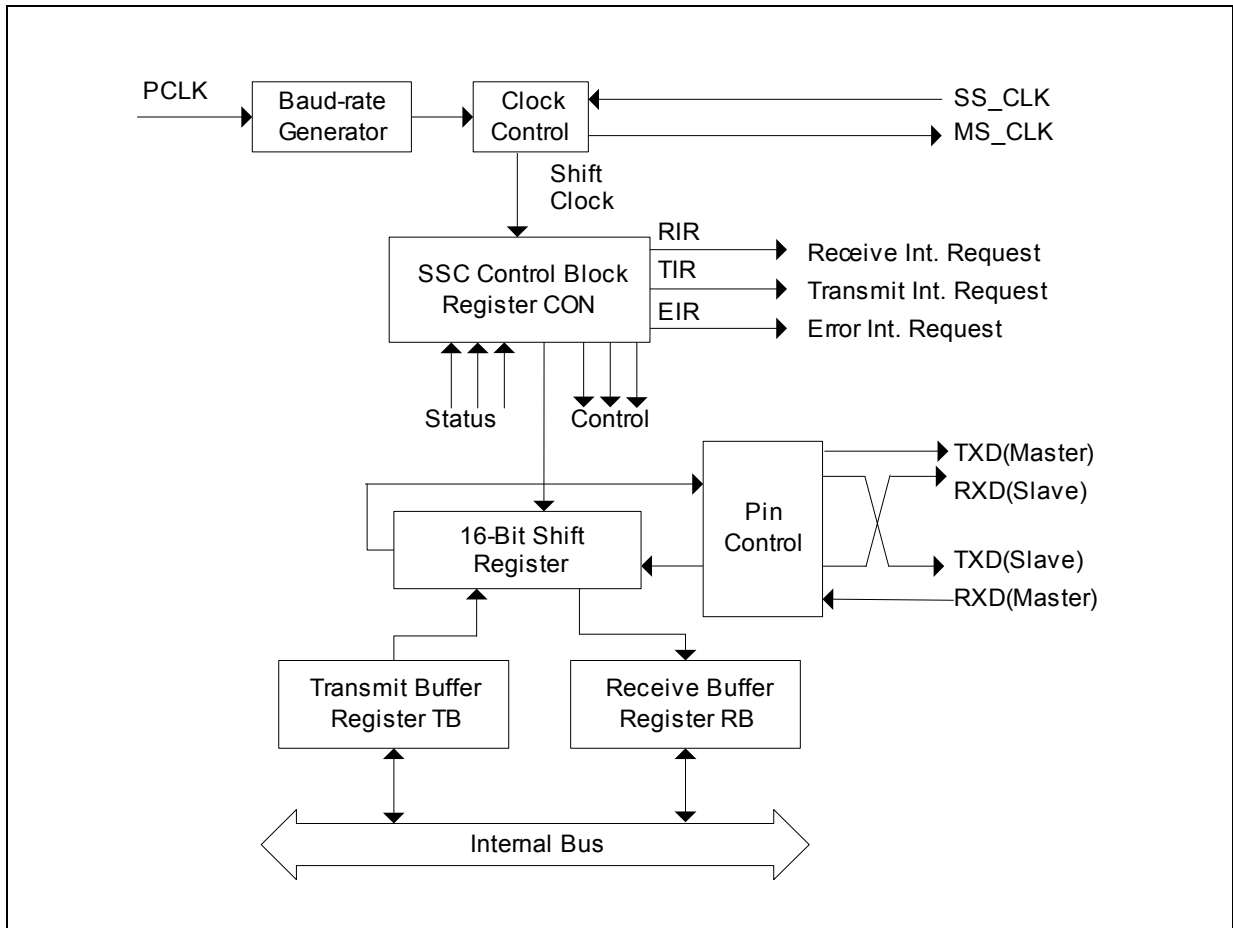 PCLK
Baud-rate
Generator
Clock
Control
SS_CLK
MS_CLK
Shift
Clock
SSC Control Block
Register CON
RIR
TIR
EIR
Receive Int. Request
Transmit Int. Request
Error Int. Request
Status
Control
16-Bit Shift
Register
Pin
Control
TXD(Master)
RXD(Slave)
TXD(Slave)
RXD(Master)
Transmit Buffer
Register TB
Receive Buffer
Register RB
Internal Bus